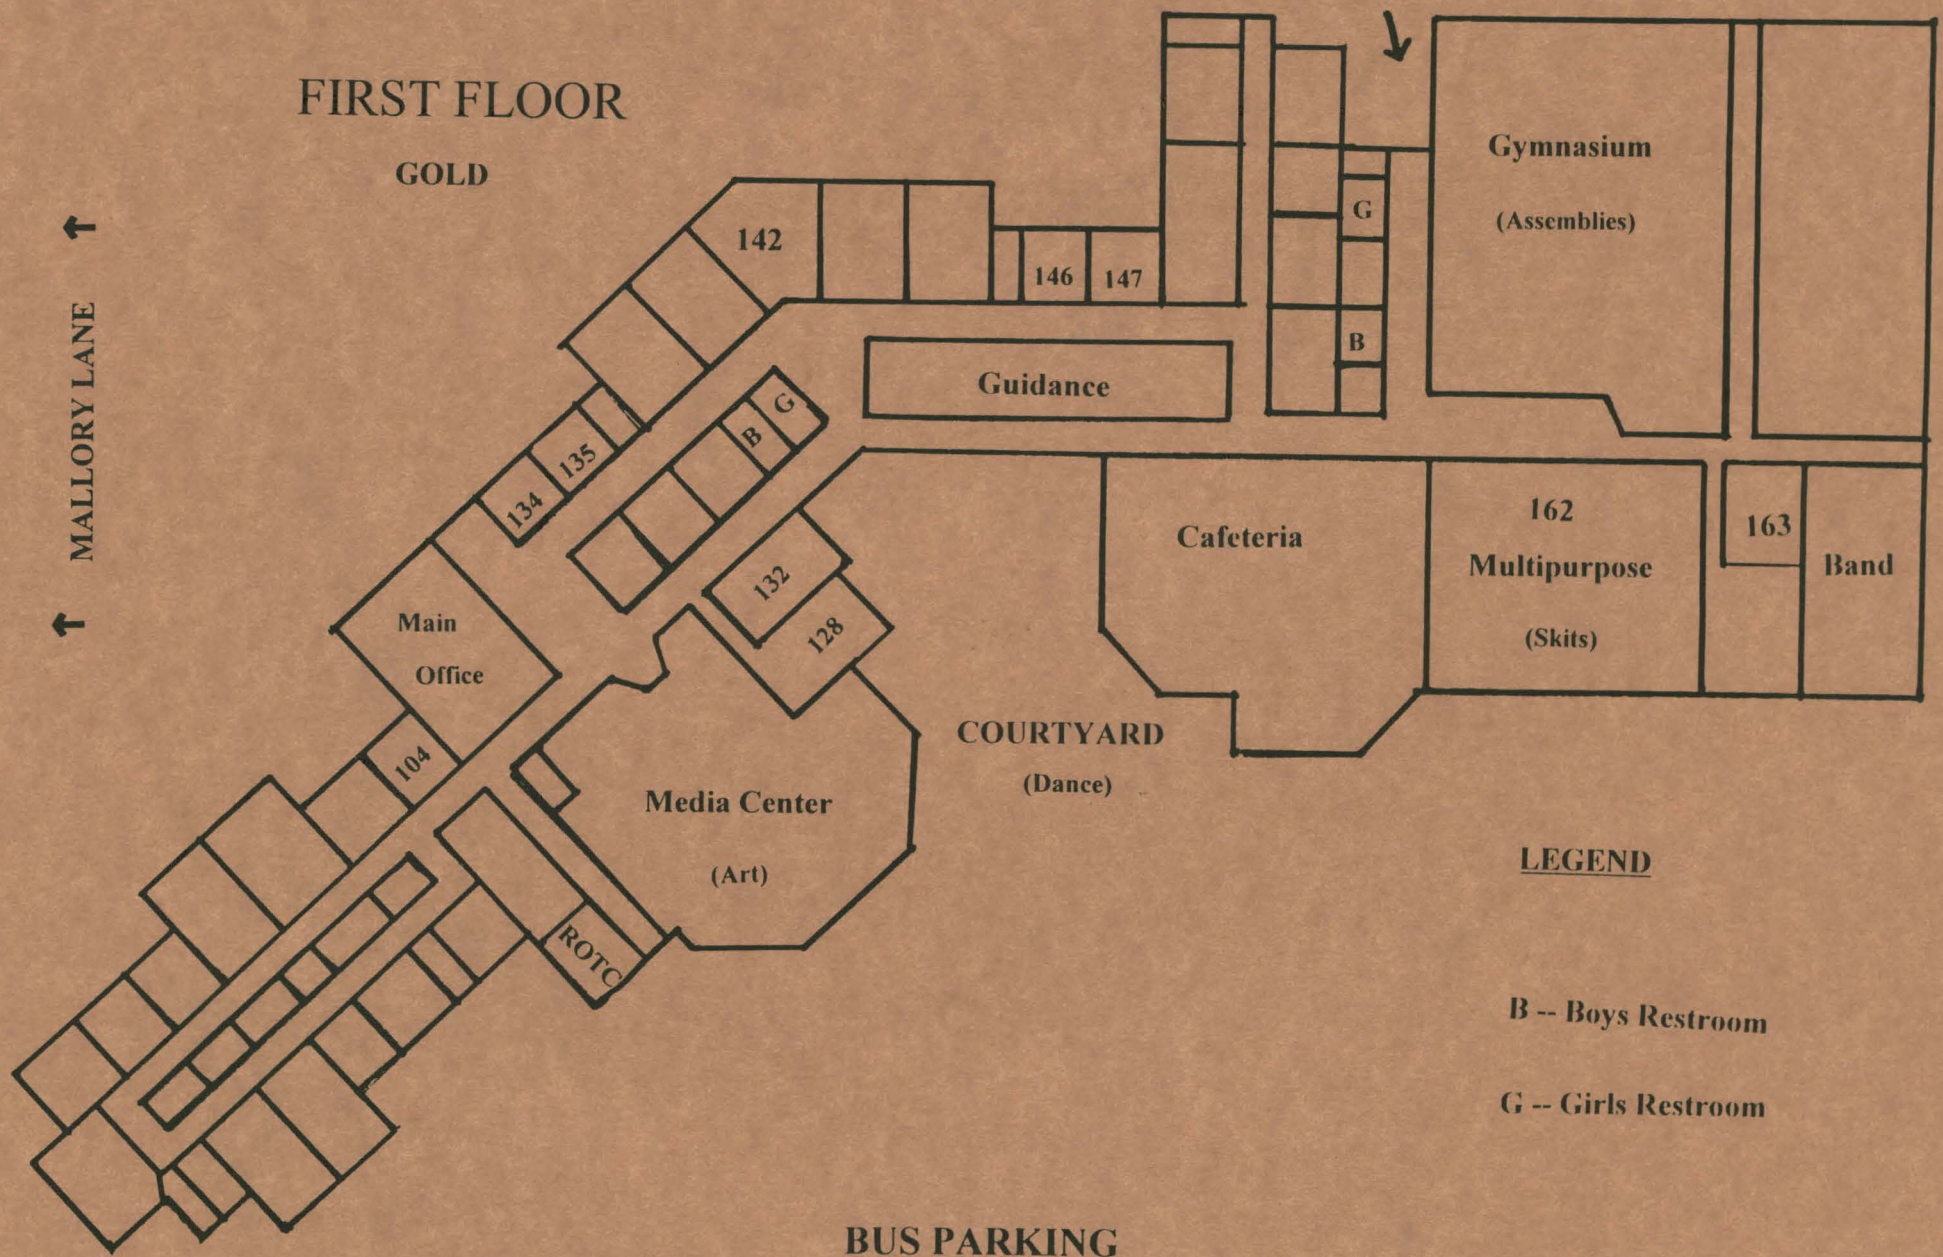 FIRST FLOOR
GOLD
MALLORY LANE
142
146
147
G
B
Gymnasium
(Assemblies)
Guidance
G
B
135
134
132
128
Main
Office
104
Cafeteria
162
Multipurpose
(Skits)
163
Band
COURTYARD
(Dance)
Media Center
(Art)
ROTC
LEGEND
B -- Boys Restroom
G -- Girls Restroom
BUS PARKING